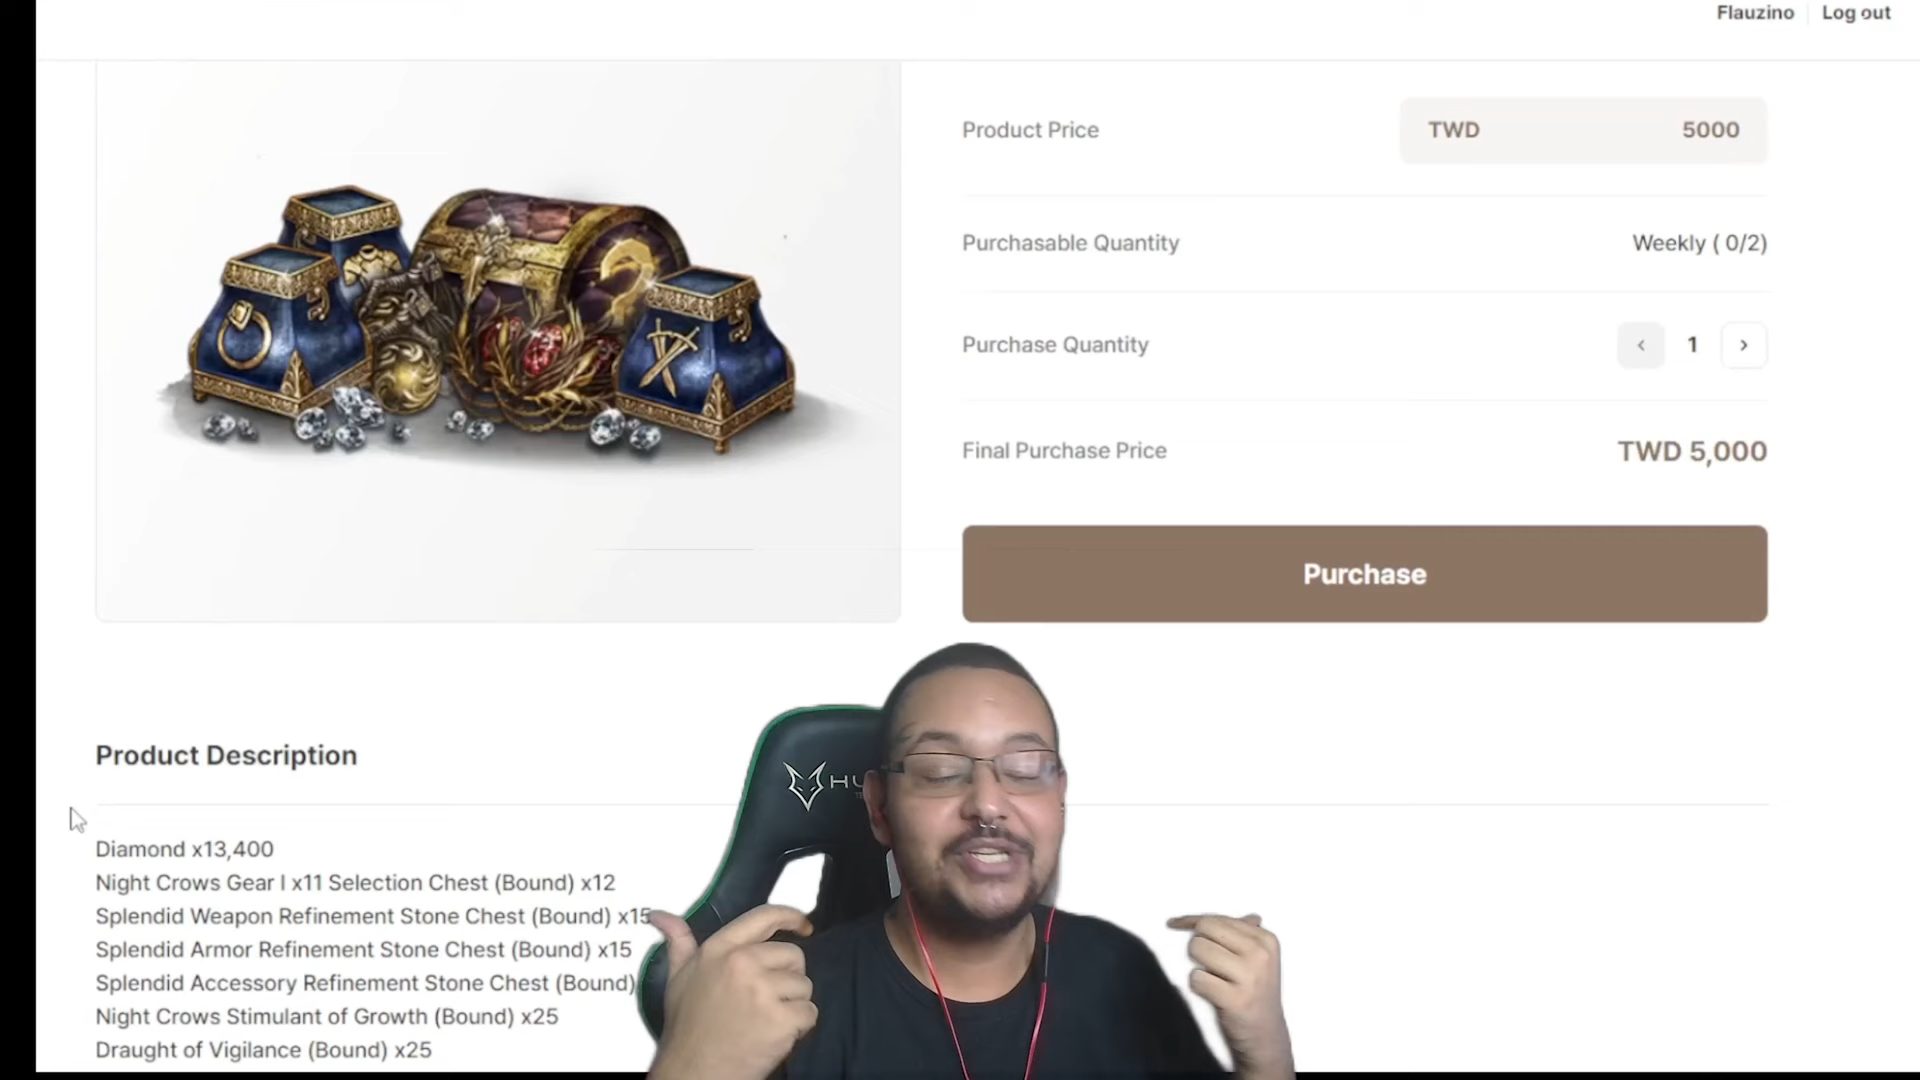 Flauzino
Log out
Product Price
TWD 5000
Purchasable Quantity
Weekly ( 0/2)
Purchase Quantity
‹ 1 ›
Final Purchase Price
TWD 5,000
Purchase
Product Description
HU
Diamond x13,400
Night Crows Gear I x11 Selection Chest (Bound) x12
Splendid Weapon Refinement Stone Chest (Bound) x15
Splendid Armor Refinement Stone Chest (Bound) x15
Splendid Accessory Refinement Stone Chest (Bound)
Night Crows Stimulant of Growth (Bound) x25
Draught of Vigilance (Bound) x25